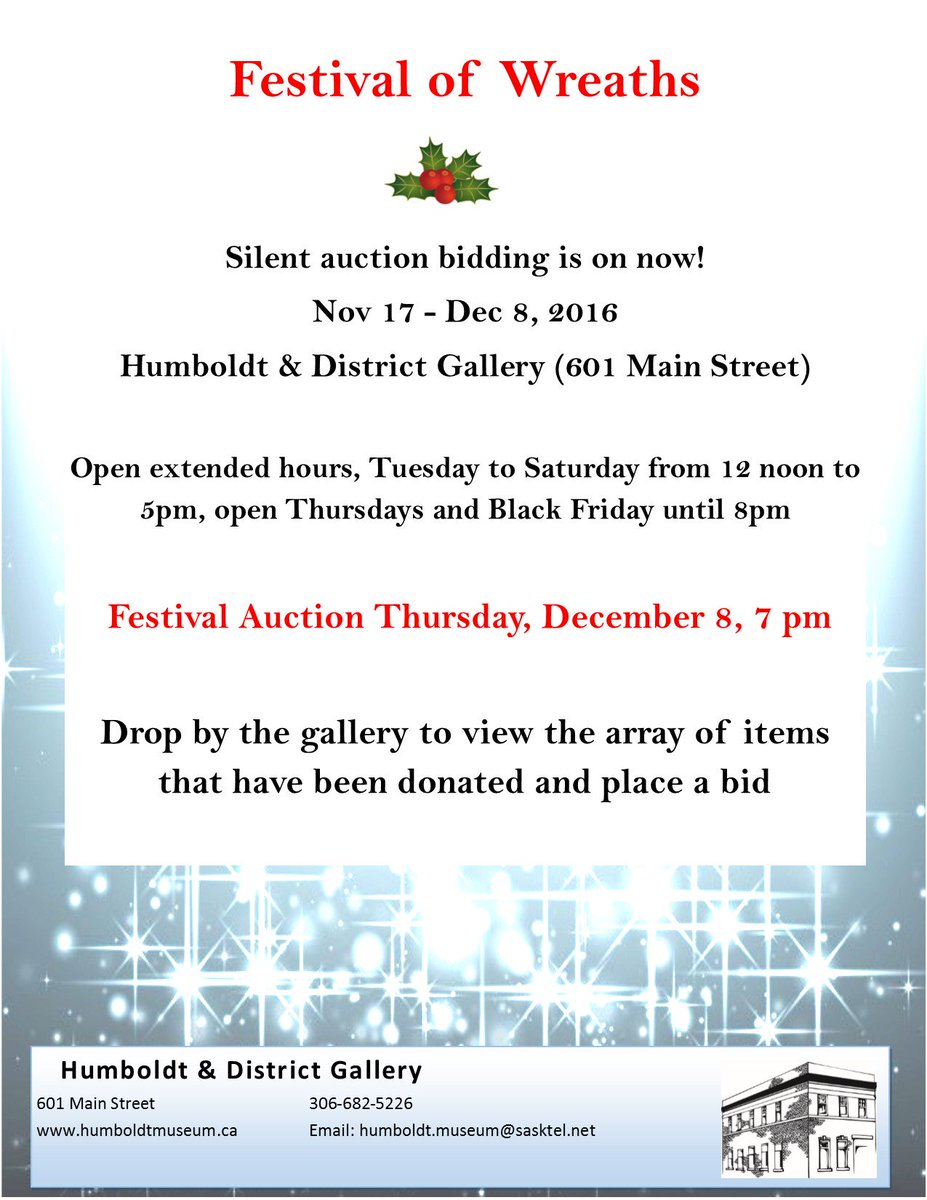 Festival of Wreaths
Silent auction bidding is on now!
Nov 17 - Dec 8, 2016
Humboldt & District Gallery (601 Main Street)
Open extended hours, Tuesday to Saturday from 12 noon to
5pm, open Thursdays and Black Friday until 8pm
Festival Auction Thursday, December 8, 7 pm
Drop by the gallery to view the array of items
that have been donated and place a bid
Humboldt & District Gallery
601 Main Street 306-682-5226
www.humboldtmuseum.ca Email: humboldt.museum@sasktel.net